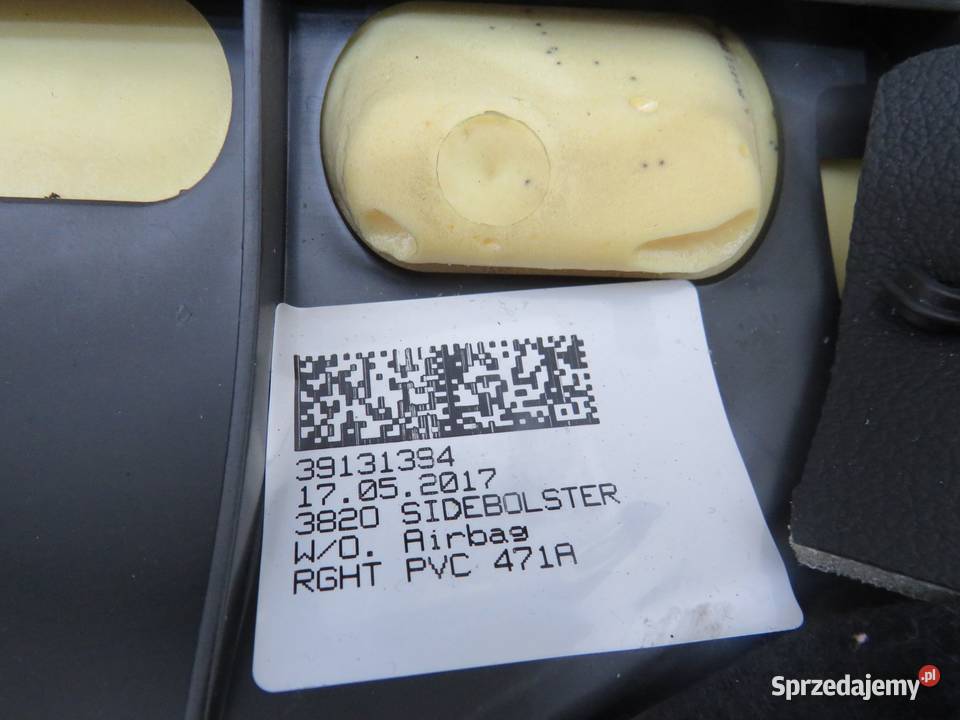 39131394
17.05.2017
3820 SIDEBOLSTER
W/O. Airbag
RGHT PVC 471A
Sprzedajemy.pl